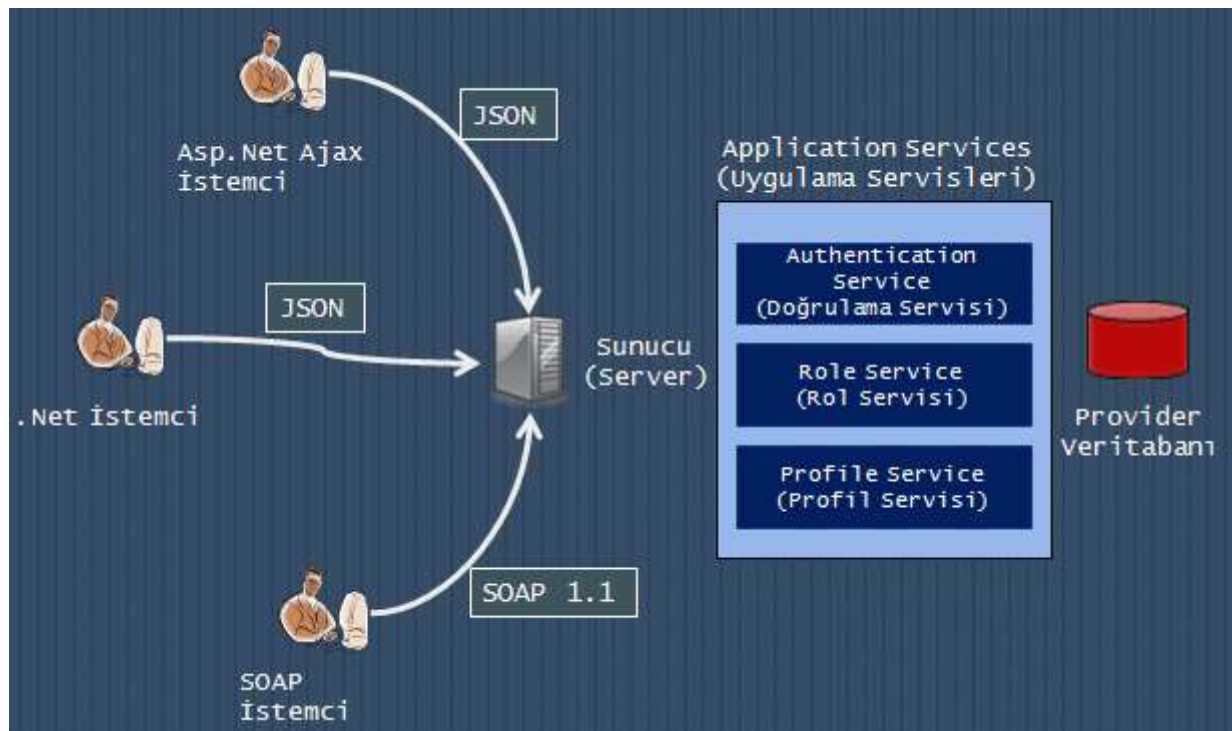 JSON
Asp.Net Ajax
İstemci
Application Services
(Uygulama Servisleri)
Authentication
Service
(Doğrulama Servisi)
JSON
Sunucu
(Server)
Role Service
(Rol Servisi)
.Net İstemci
Provider
Veritabanı
Profile Service
(Profil Servisi)
SOAP 1.1
SOAP
İstemci